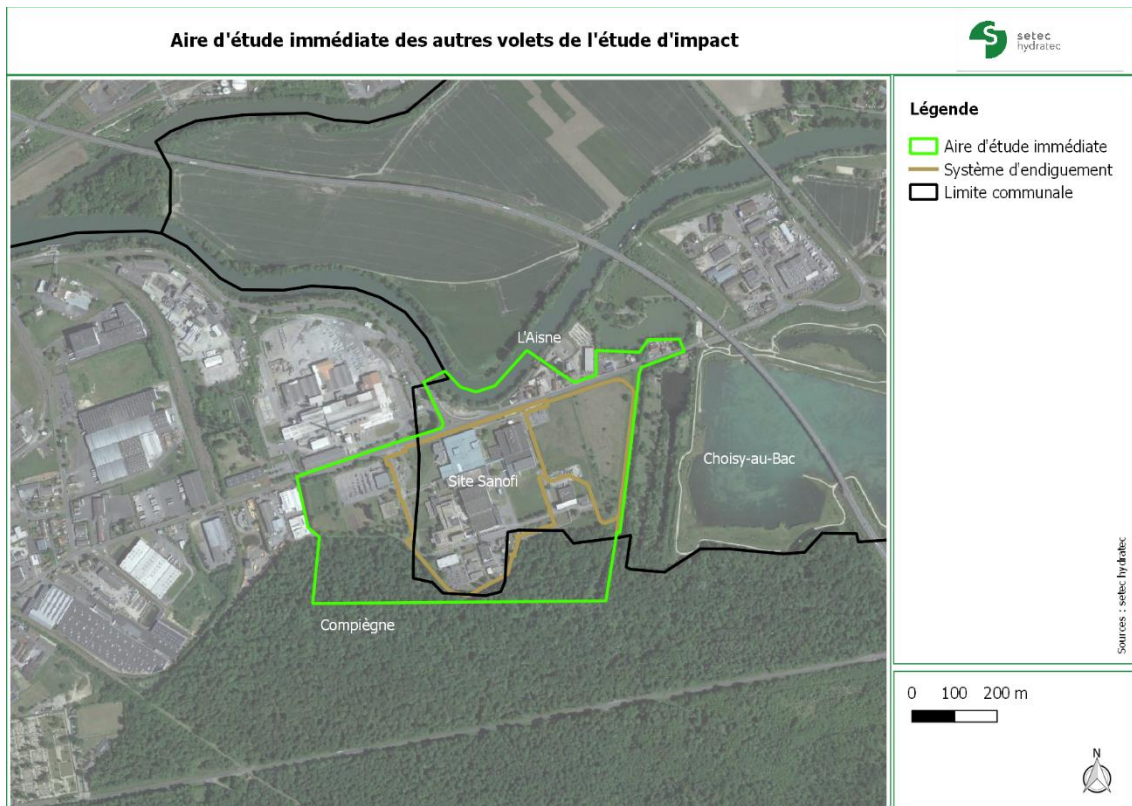 Aire d'étude immédiate des autres volets de l'étude d'impact
setec
hydratec
L'Aisne
Site Sanofi
Choisy-au-Bac
Compiègne
Légende
Aire d'étude immédiate
Système d'endiguement
Limite communale
Sources : setec hydratec
0 100 200 m
N